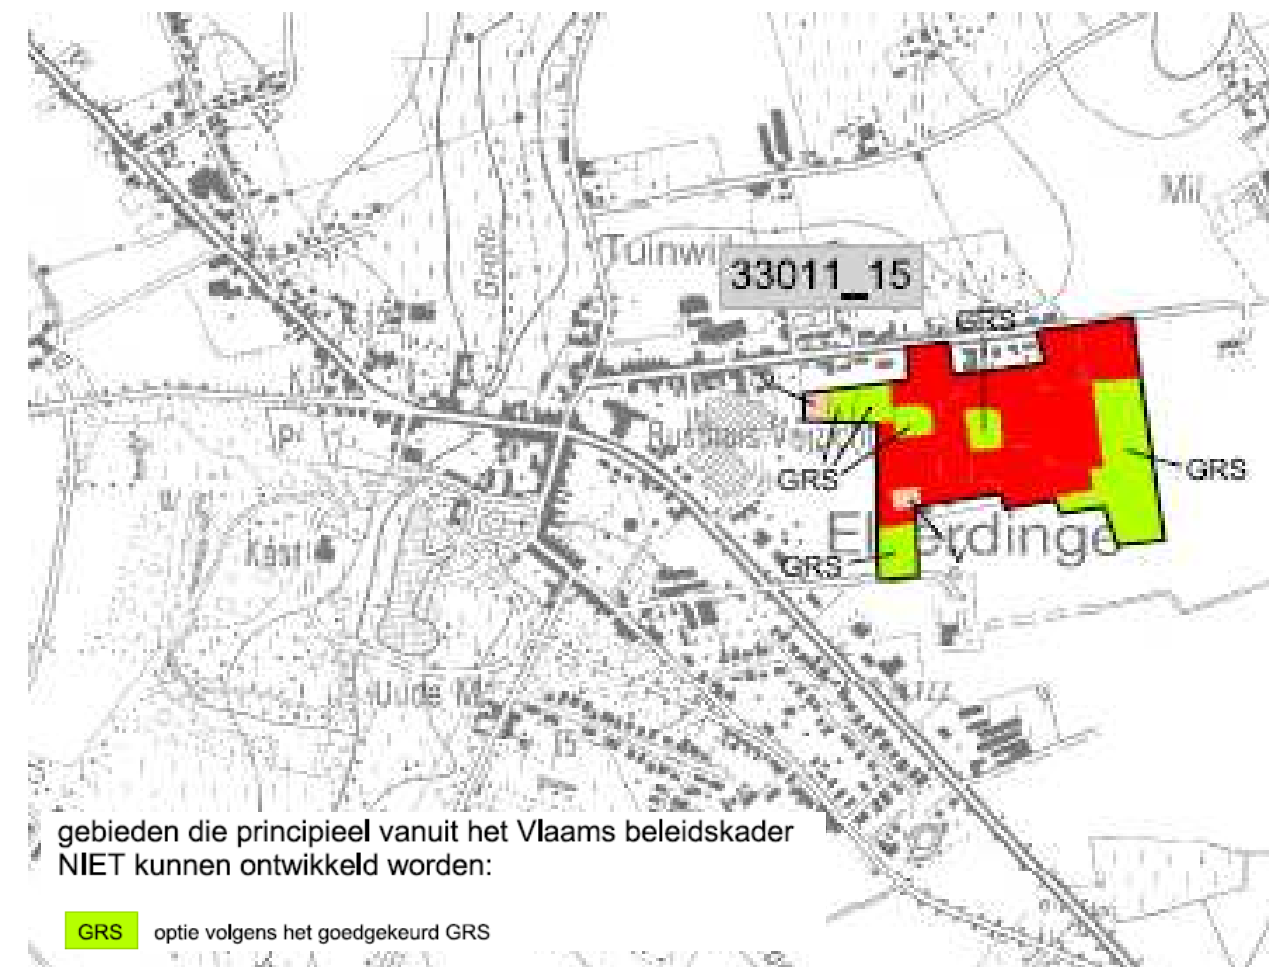 Grote
Mil
33011_15
GRS
GRS
GRS
GRS
Kast
gebieden die principieel vanuit het Vlaams beleidskader
NIET kunnen ontwikkeld worden:
GRS optie volgens het goedgekeurd GRS